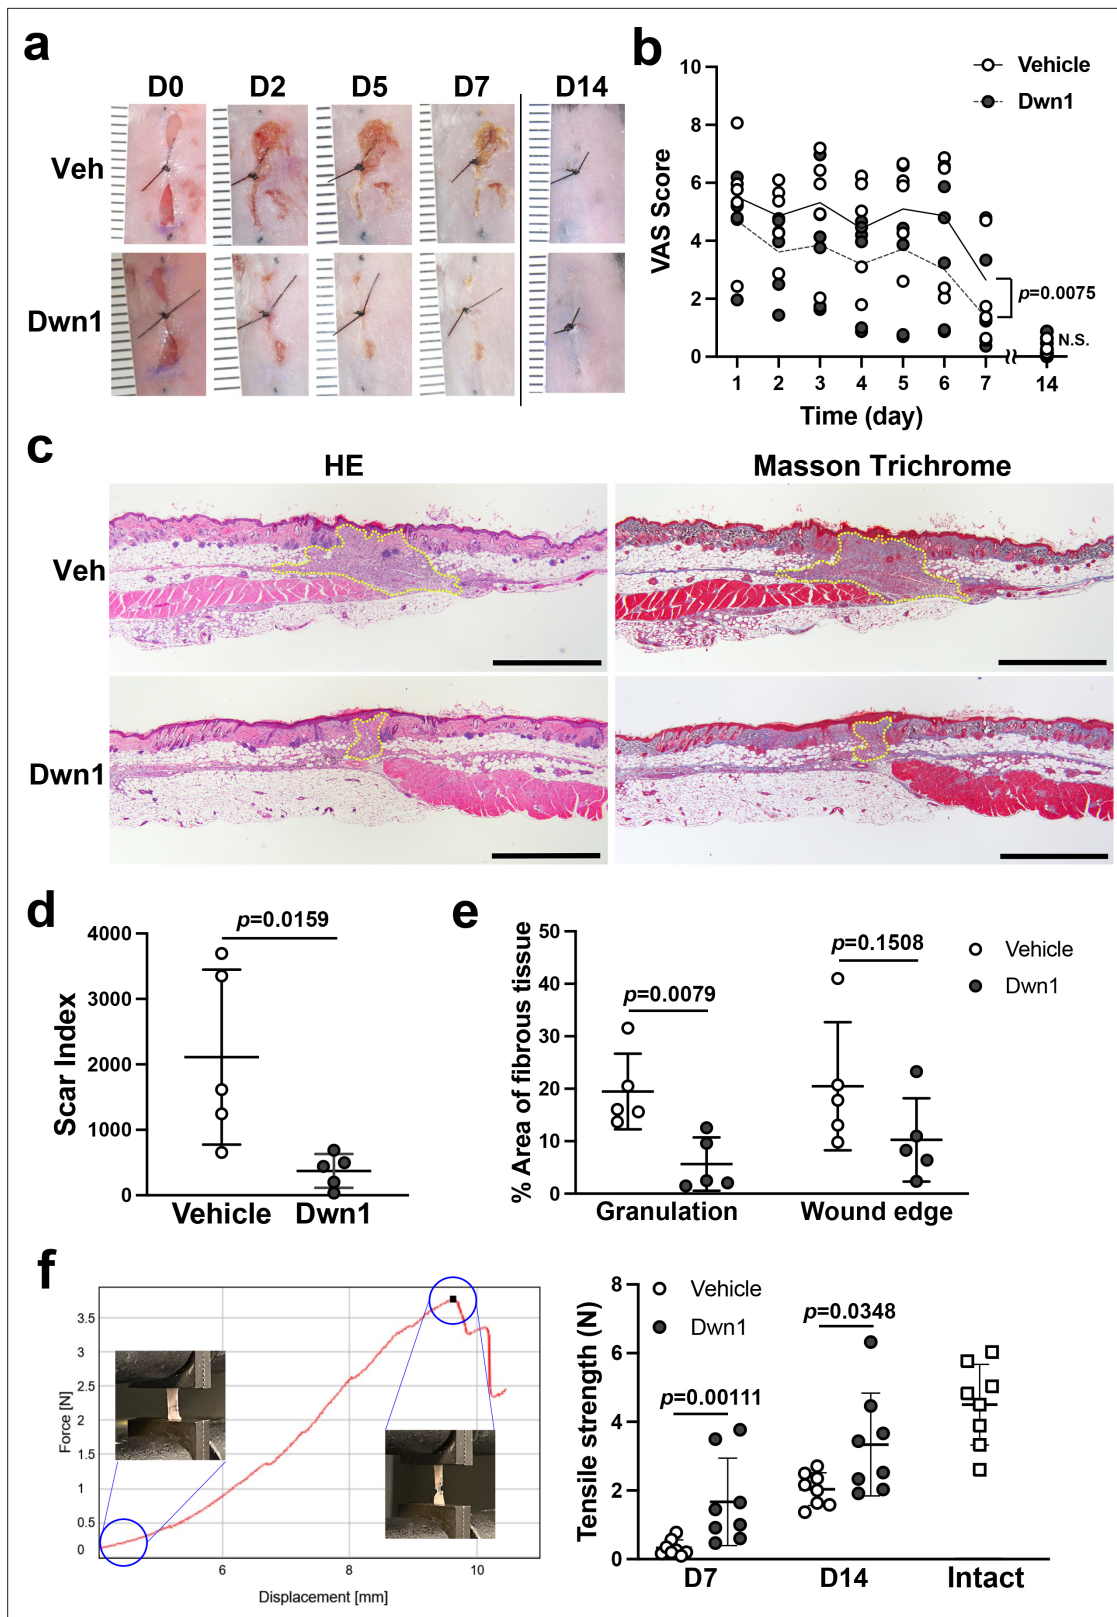 a
D0 D2 D5 D7 D14
Veh
Dwn1
b
Vehicle
Dwn1
VAS Score
10
8
6
4
2
0
p=0.0075
N.S.
1 2 3 4 5 6 7 14
Time (day)
c
HE Masson Trichrome
Veh
Dwn1
d
p=0.0159
Scar Index
4000
3000
2000
1000
0
Vehicle Dwn1
e
% Area of fibrous tissue
50
40
30
20
10
0
p=0.0079
p=0.1508
Vehicle
Dwn1
Granulation Wound edge
f
Force [N]
3.5
3
2.5
2
1.5
1
0.5
0
6 8 10
Displacement [mm]
Tensile strength (N)
8
6
4
2
0
Vehicle
Dwn1
p=0.00111
p=0.0348
D7 D14 Intact